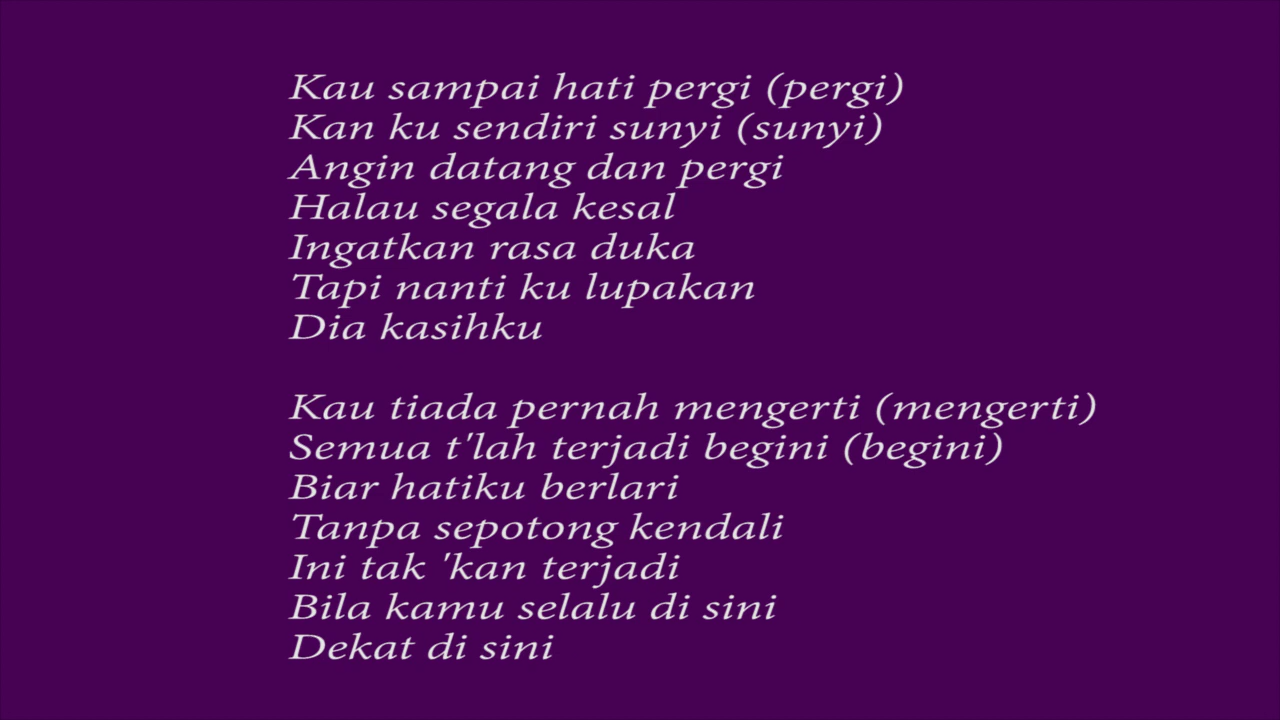 Kau sampai hati pergi (pergi)
Kan ku sendiri sunyi (sunyi)
Angin datang dan pergi
Halau segala kesal
Ingatkan rasa duka
Tapi nanti ku lupakan
Dia kasihku

Kau tiada pernah mengerti (mengerti)
Semua t'lah terjadi begini (begini)
Biar hatiku berlari
Tanpa sepotong kendali
Ini tak 'kan terjadi
Bila kamu selalu di sini
Dekat di sini